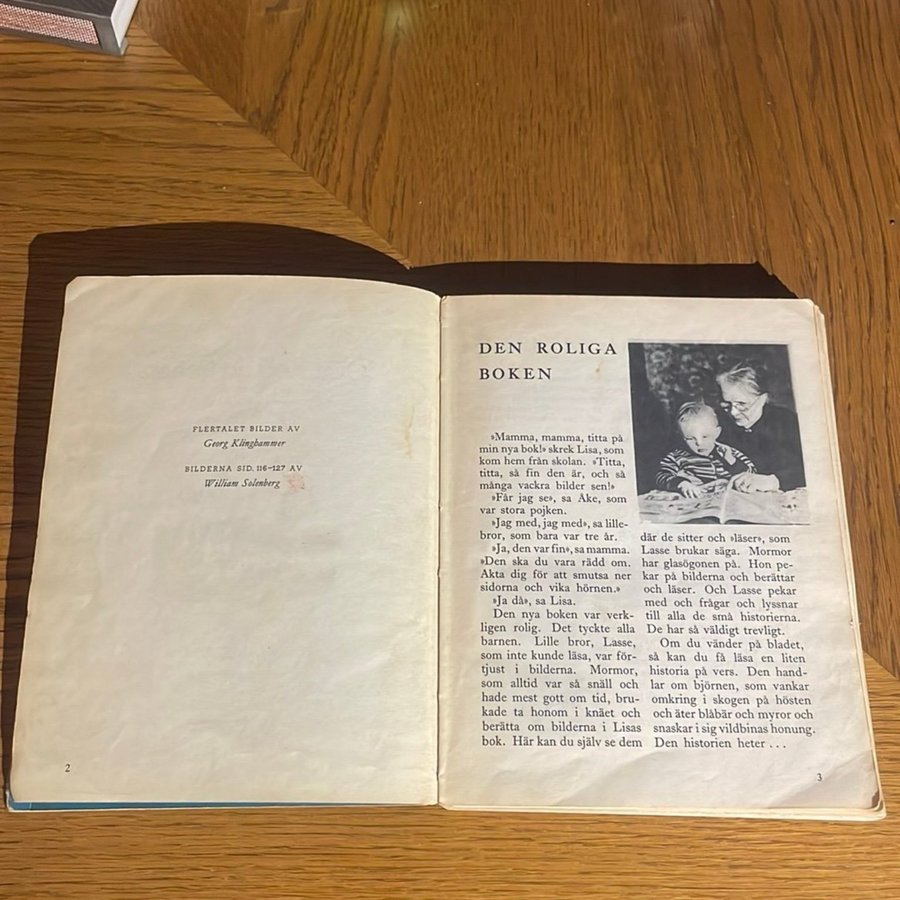 FLERTALET BILDER AV
Georg Klinghammer
BILDERNA SID. 116-127 AV
William Solenberg
2
DEN ROLIGA
BOKEN
»Mamma, mamma, titta på
min nya bok!» skrek Lisa, som
kom hem från skolan. »Titta,
titta, så fin den är, och så
många vackra bilder sen!»
»Får jag se», sa Åke, som
var stora pojken.
»Jag med, jag med», sa lille-
bror, som bara var tre år.
»Ja, den var fin», sa mamma.
»Den ska du vara rädd om.
Akta dig för att smutsa ner
sidorna och vika hörnen.»
»Ja då», sa Lisa.
Den nya boken var verk-
ligen rolig. Det tyckte alla
barnen. Lille bror, Lasse,
som inte kunde läsa, var för-
tjust i bilderna. Mormor,
som alltid var så snäll och
hade mest gott om tid, bru-
kade ta honom i knäet och
berätta om bilderna i Lisas
bok. Här kan du själv se dem
där de sitter och »läser», som
Lasse brukar säga. Mormor
har glasögonen på. Hon pe-
kar på bilderna och berättar
och läser. Och Lasse pekar
med och frågar och lyssnar
till alla de små historierna.
De har så väldigt trevligt.
Om du vänder på bladet,
så kan du få läsa en liten
historia på vers. Den hand-
lar om björnen, som vankar
omkring i skogen på hösten
och äter blåbär och myror och
snaskar i sig vildbinas honung.
Den historien heter . . .
3